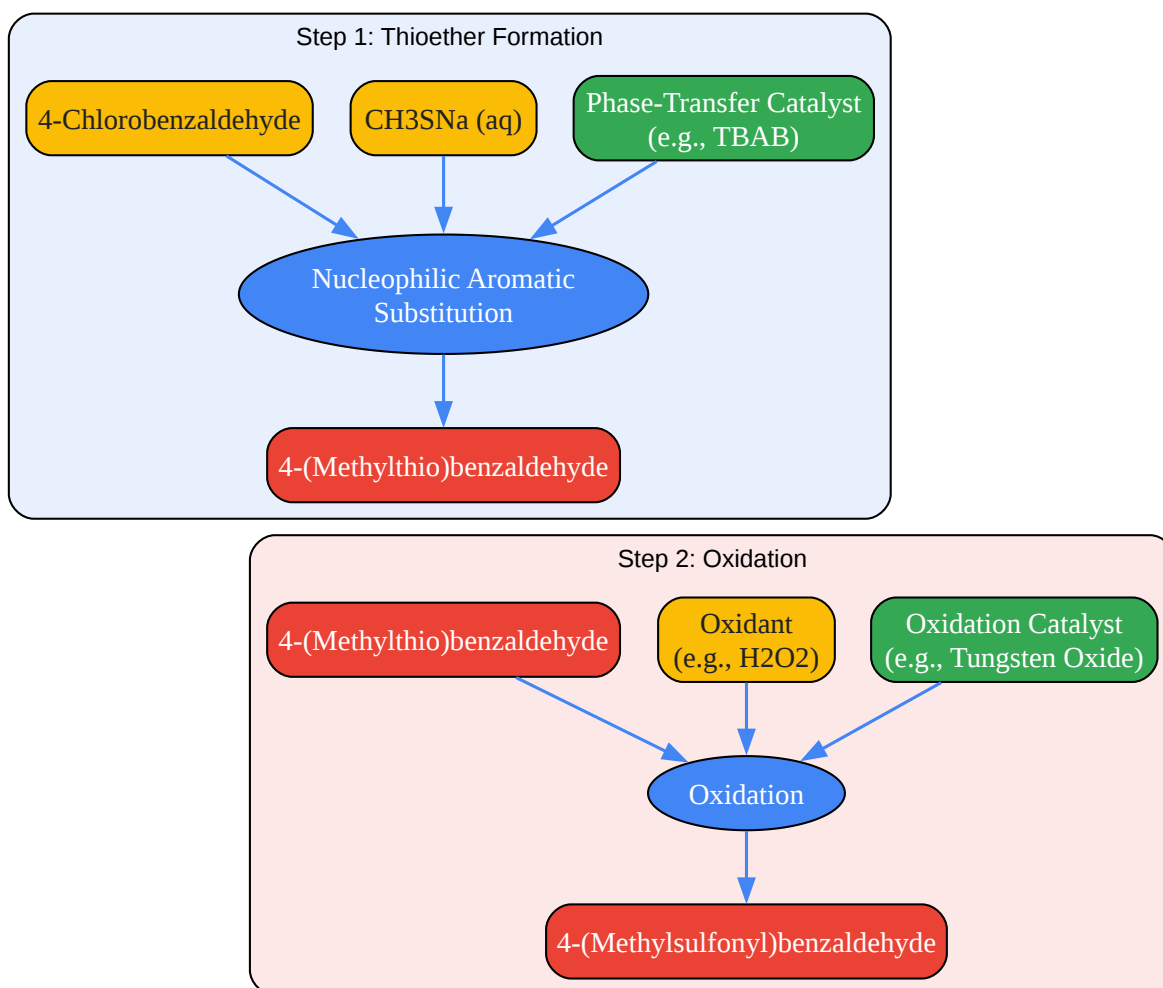 Step 1: Thioether Formation
4-Chlorobenzaldehyde
CH3SNa (aq)
Phase-Transfer Catalyst
(e.g., TBAB)
Nucleophilic Aromatic
Substitution
4-(Methylthio)benzaldehyde
Step 2: Oxidation
4-(Methylthio)benzaldehyde
Oxidant
(e.g., H2O2)
Oxidation Catalyst
(e.g., Tungsten Oxide)
Oxidation
4-(Methylsulfonyl)benzaldehyde